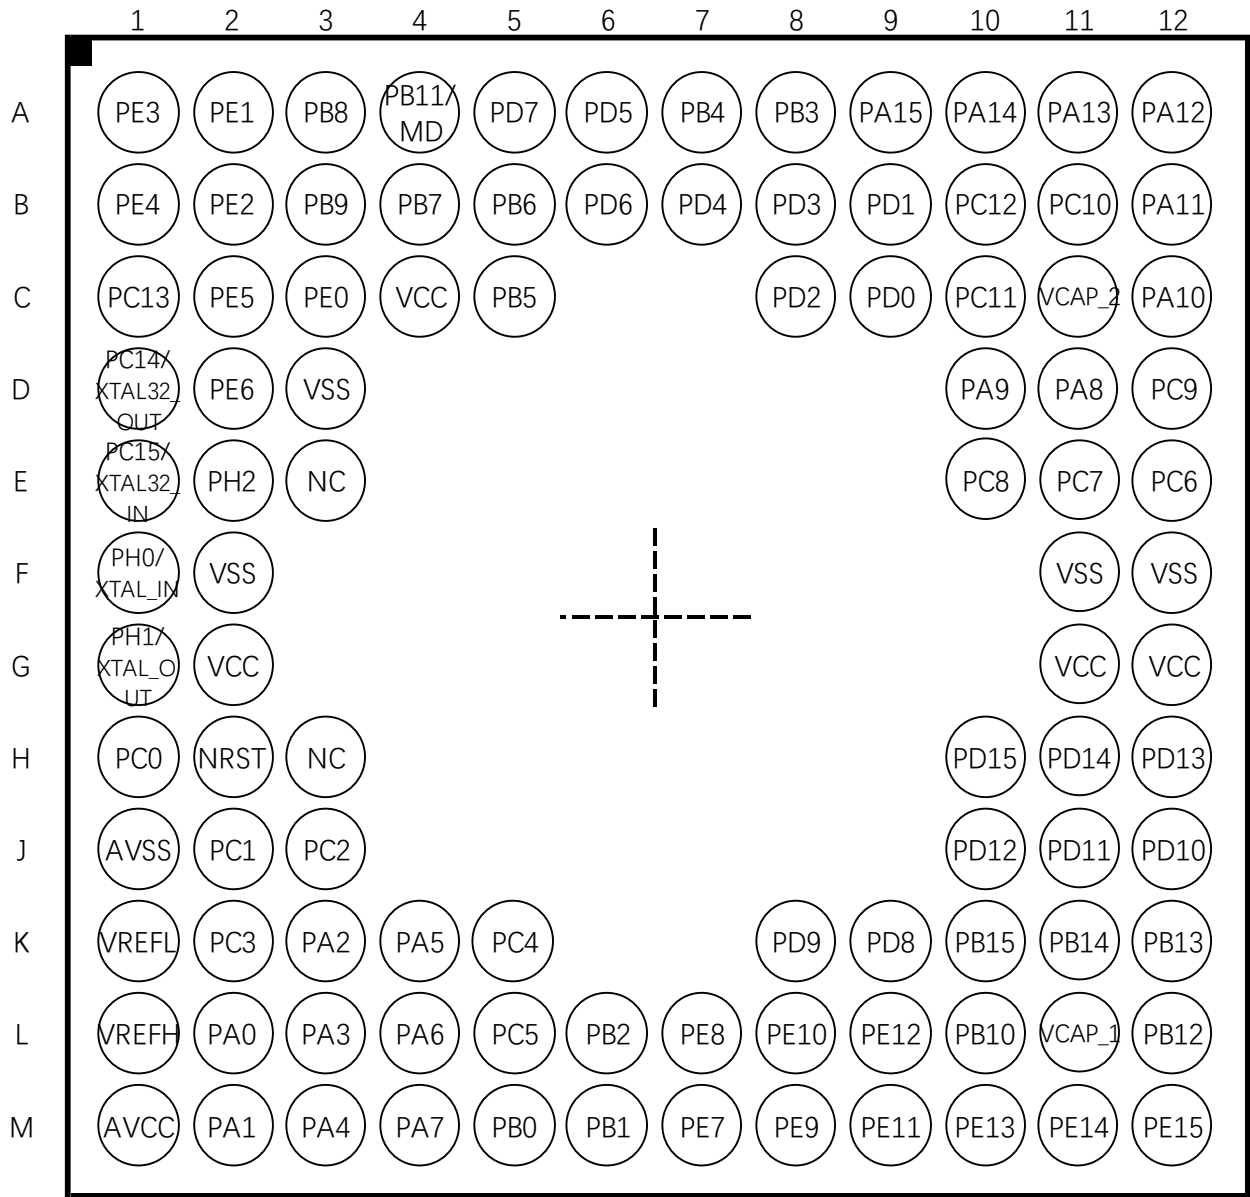 1 2 3 4 5 6 7 8 9 10 11 12
A PE3 PE1 PB8 PB11/ MD PD7 PD5 PB4 PB3 PA15 PA14 PA13 PA12
B PE4 PE2 PB9 PB7 PB6 PD6 PD4 PD3 PD1 PC12 PC10 PA11
C PC13 PE5 PE0 VCC PB5 PD2 PD0 PC11 VCAP_2 PA10
D PC14/ XTAL32_ OUT PE6 VSS PA9 PA8 PC9
E PC15/ XTAL32_ IN PH2 NC PC8 PC7 PC6
F PH0/ XTAL_IN VSS VSS VSS
G PH1/ XTAL_O UT VCC VCC VCC
H PC0 NRST NC PD15 PD14 PD13
J AVSS PC1 PC2 PD12 PD11 PD10
K VREFL PC3 PA2 PA5 PC4 PD9 PD8 PB15 PB14 PB13
L VREFH PA0 PA3 PA6 PC5 PB2 PE8 PE10 PE12 PB10 VCAP_1 PB12
M AVCC PA1 PA4 PA7 PB0 PB1 PE7 PE9 PE11 PE13 PE14 PE15